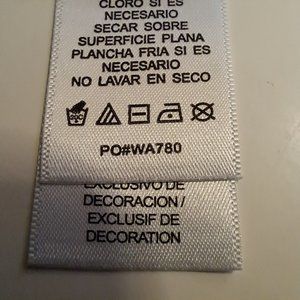 CLORO SI ES
NECESARIO
SECAR SOBRE
SUPERFICIE PLANA
PLANCHA FRIA SI ES
NECESARIO
NO LAVAR EN SECO
PO#WA780
EXCLUSIVO DE
DECORACION /
EXCLUSIF DE
DECORATION